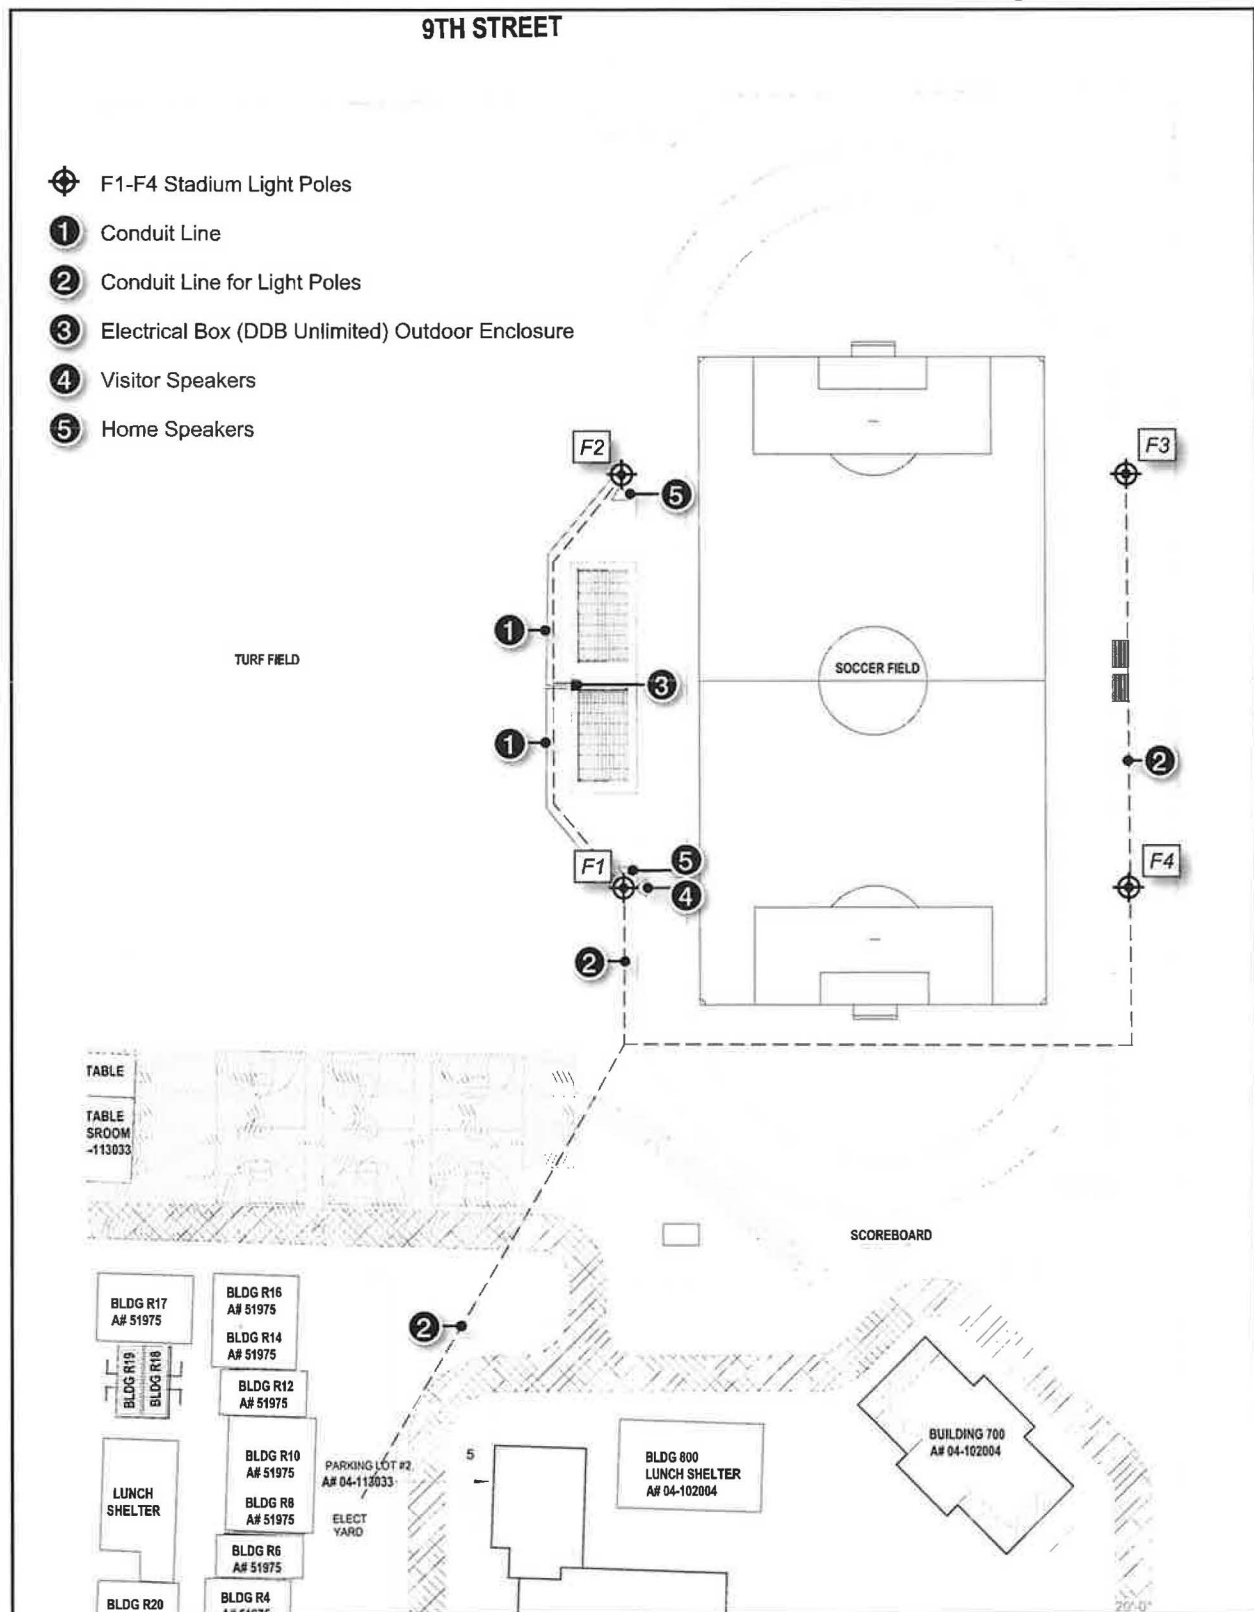 9TH STREET
F1-F4 Stadium Light Poles
1 Conduit Line
2 Conduit Line for Light Poles
3 Electrical Box (DDB Unlimited) Outdoor Enclosure
4 Visitor Speakers
5 Home Speakers
F2
F3
5
1
TURF FIELD
SOCCER FIELD
3
1
2
F1
5
F4
4
2
TABLE
TABLE
SROOM
-113033
SCOREBOARD
BLDG R17
A# 51975
BLDG R16
A# 51975
BLDG R14
A# 51975
2
BLDG R19
BLDG R18
BLDG R12
A# 51975
BUILDING 700
A# 04-102004
BLDG R10
A# 51975
PARKING LOT #2
A# 04-113033
5
BLDG 800
LUNCH SHELTER
A# 04-102004
LUNCH
SHELTER
BLDG R8
A# 51975
ELECT
YARD
BLDG R6
A# 51975
BLDG R20
BLDG R4
A# 51975
20'-0"